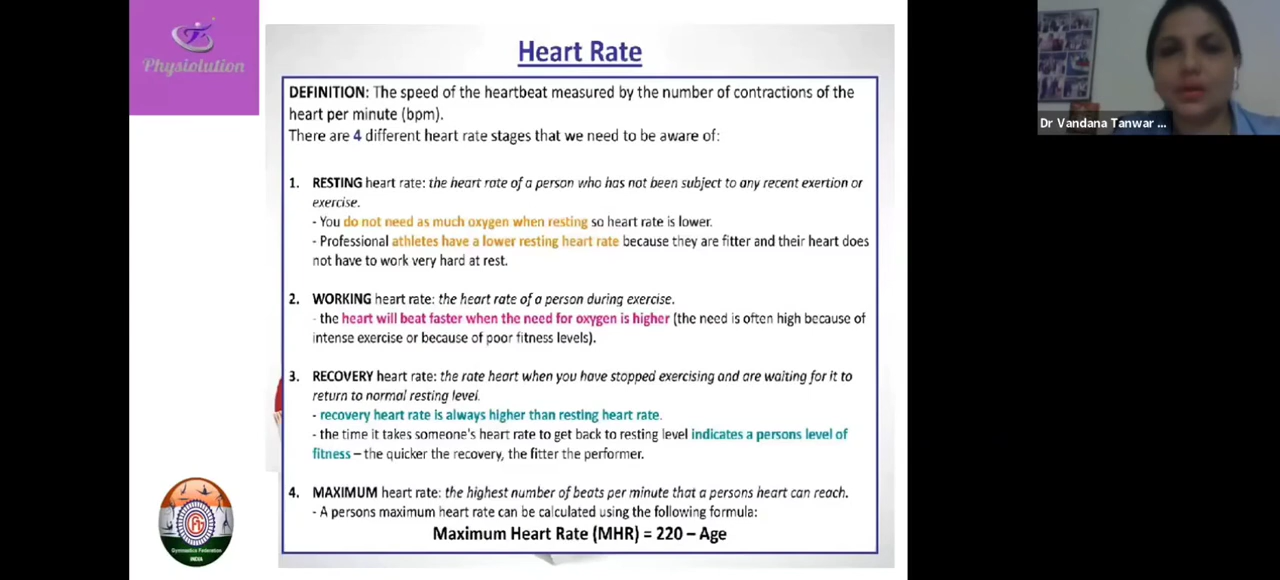 Physiolution
Heart Rate
DEFINITION: The speed of the heartbeat measured by the number of contractions of the
heart per minute (bpm).
There are 4 different heart rate stages that we need to be aware of:
1. RESTING heart rate: the heart rate of a person who has not been subject to any recent exertion or
exercise.
- You do not need as much oxygen when resting so heart rate is lower.
- Professional athletes have a lower resting heart rate because they are fitter and their heart does
not have to work very hard at rest.
2. WORKING heart rate: the heart rate of a person during exercise.
- the heart will beat faster when the need for oxygen is higher (the need is often high because of
intense exercise or because of poor fitness levels).
3. RECOVERY heart rate: the rate heart when you have stopped exercising and are waiting for it to
return to normal resting level.
- recovery heart rate is always higher than resting heart rate.
- the time it takes someone's heart rate to get back to resting level indicates a persons level of
fitness – the quicker the recovery, the fitter the performer.
4. MAXIMUM heart rate: the highest number of beats per minute that a persons heart can reach.
- A persons maximum heart rate can be calculated using the following formula:
Maximum Heart Rate (MHR) = 220 – Age
Gymnastics Federation
INDIA
Dr Vandana Tanwar ...